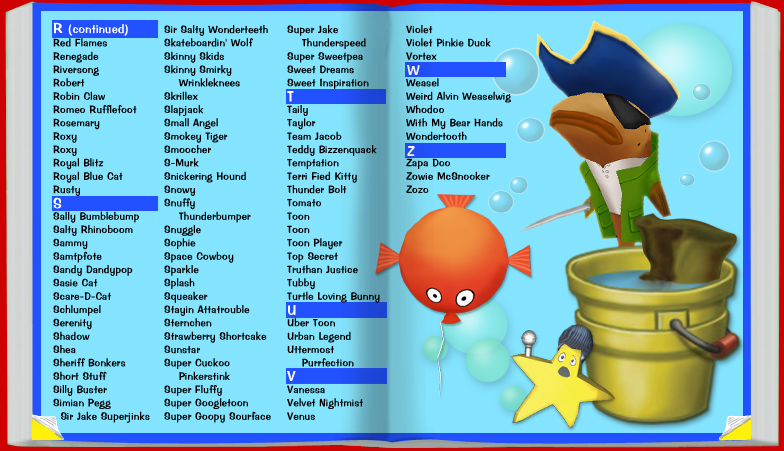 R (continued)
Red Flames
Renegade
Riversong
Robert
Robin Claw
Romeo Rufflefoot
Rosemary
Roxy
Roxy
Royal Blitz
Royal Blue Cat
Rusty
S
Sally Bumblebump
Salty Rhinoboom
Sammy
Samtpfote
Sandy Dandypop
Sasie Cat
Scare-D-Cat
Schlumpel
Serenity
Shadow
Shea
Sheriff Bonkers
Short Stuff
Silly Buster
Simian Pegg
Sir Jake Superjinks
Sir Salty Wonderteeth
Skateboardin' Wolf
Skinny Skids
Skinny Smirky
Wrinkleknees
Skrillex
Slapjack
Small Angel
Smokey Tiger
Smoocher
S-Murk
Snickering Hound
Snowy
Snuffy
Thunderbumper
Snuggle
Sophie
Space Cowboy
Sparkle
Splash
Squeaker
Stayin Attatrouble
Sternchen
Strawberry Shortcake
Sunstar
Super Cuckoo
Pinkerstink
Super Fluffy
Super Googletoon
Super Goopy Sourface
Super Jake
Thunderspeed
Super Sweetpea
Sweet Dreams
Sweet Inspiration
T
Taily
Taylor
Team Jacob
Teddy Bizzenquack
Temptation
Terri Fied Kitty
Thunder Bolt
Tomato
Toon
Toon
Toon Player
Top Secret
Truthan Justice
Tubby
Turtle Loving Bunny
U
Uber Toon
Urban Legend
Uttermost
Purrfection
V
Vanessa
Velvet Nightmist
Venus
Violet
Violet Pinkie Duck
Vortex
W
Weasel
Weird Alvin Weaselwig
Whodoo
With My Bear Hands
Wondertooth
Z
Zapa Doo
Zowie McSnooker
Zozo